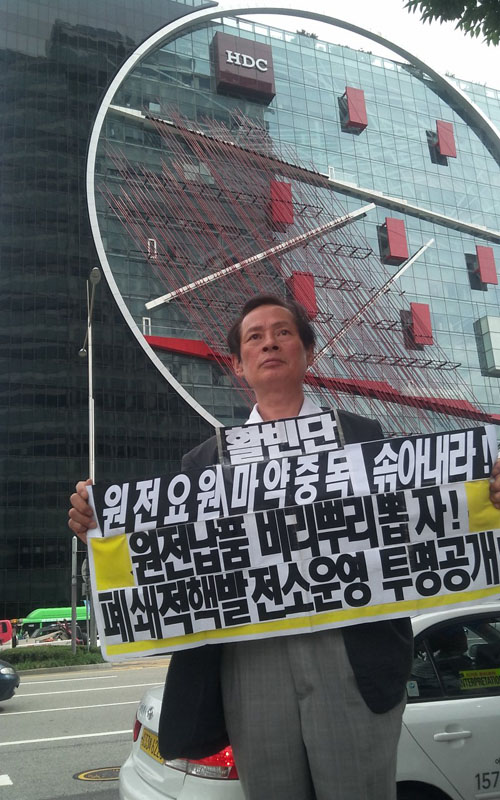 HDC
활빈단
원전요원마약중독 솎아내라!
원전납품 비리뿌리뽑자!
폐쇄적핵발전소운영 투명공개
INTERPRETATION
157